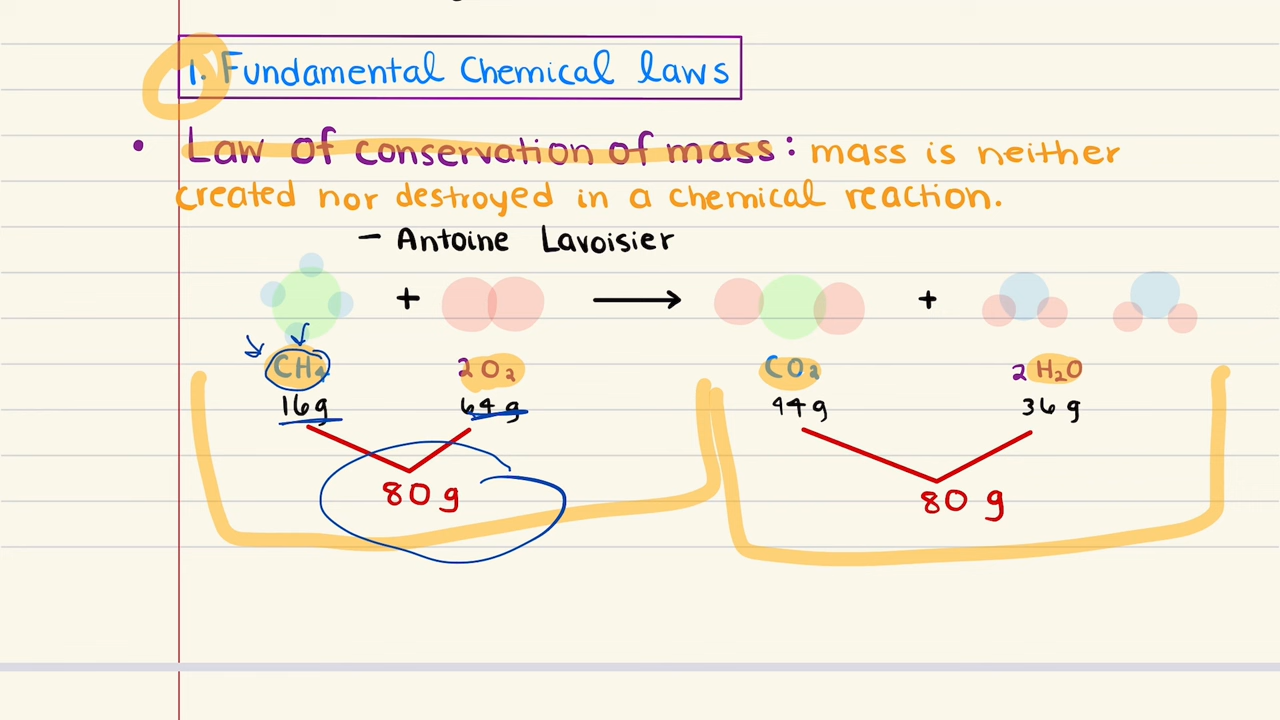 1. Fundamental Chemical laws
• Law of conservation of mass: mass is neither
created nor destroyed in a chemical reaction.
– Antoine Lavoisier
+ → +
CH₄ 2O₂ CO₂ 2H₂O
16g 64g 44g 36g
80g 80g